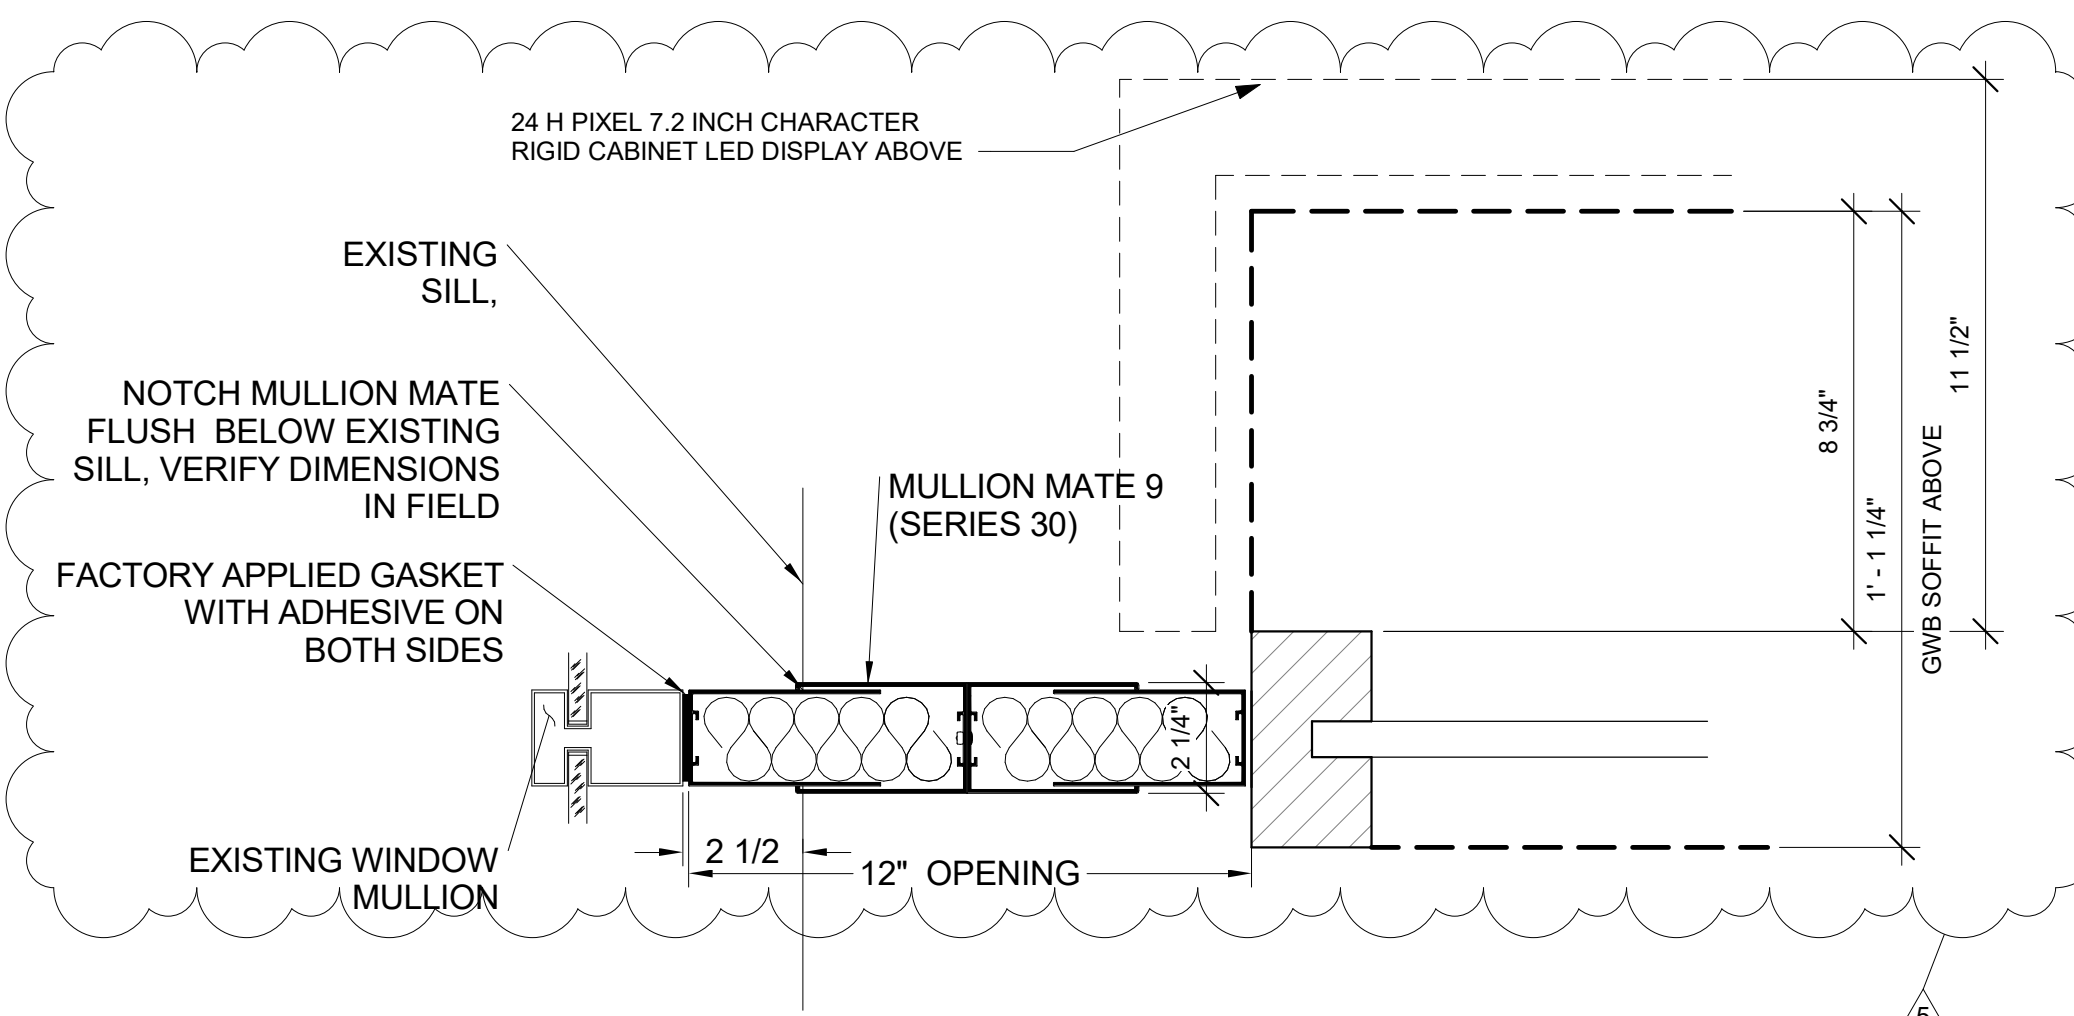 24 H PIXEL 7.2 INCH CHARACTER
RIGID CABINET LED DISPLAY ABOVE
EXISTING
SILL,
NOTCH MULLION MATE
FLUSH BELOW EXISTING
SILL, VERIFY DIMENSIONS
IN FIELD
MULLION MATE 9
(SERIES 30)
FACTORY APPLIED GASKET
WITH ADHESIVE ON
BOTH SIDES
EXISTING WINDOW
MULLION
2 1/2
12" OPENING
2 1/4"
8 3/4"
1' - 1 1/4"
GWB SOFFIT ABOVE
11 1/2"
5